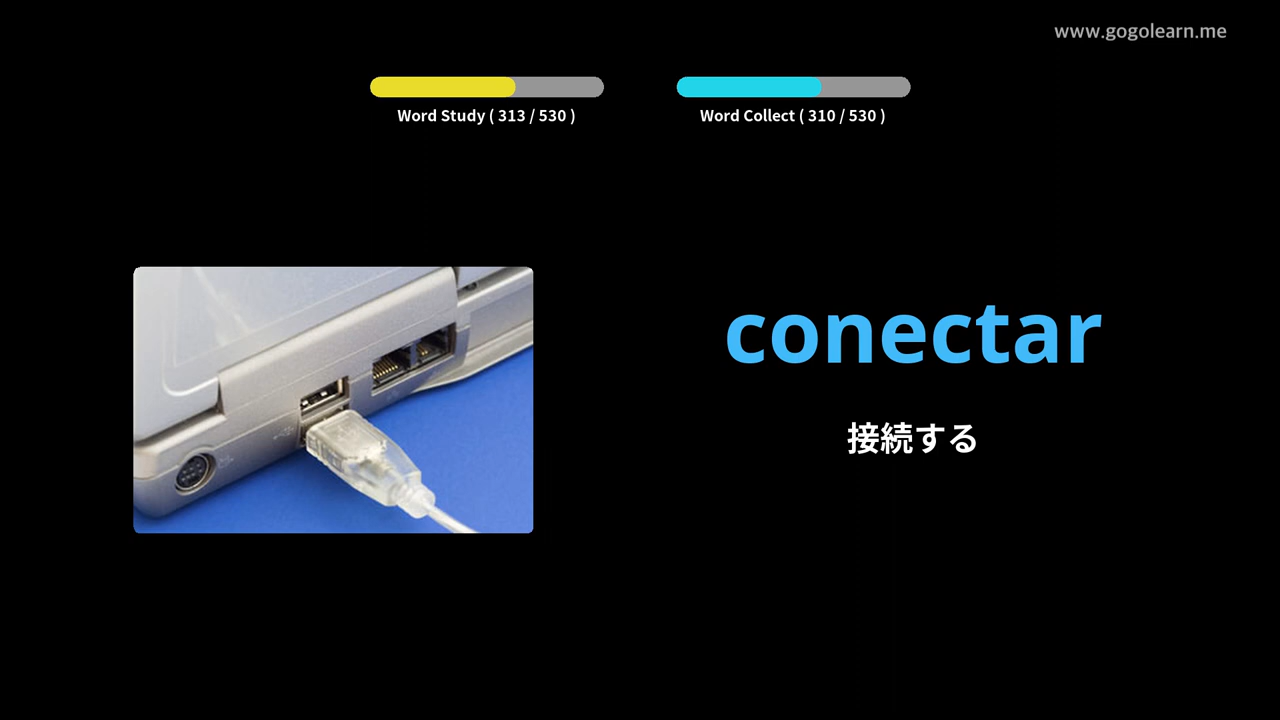 www.gogolearn.me
Word Study ( 313 / 530 )
Word Collect ( 310 / 530 )
conectar
接続する